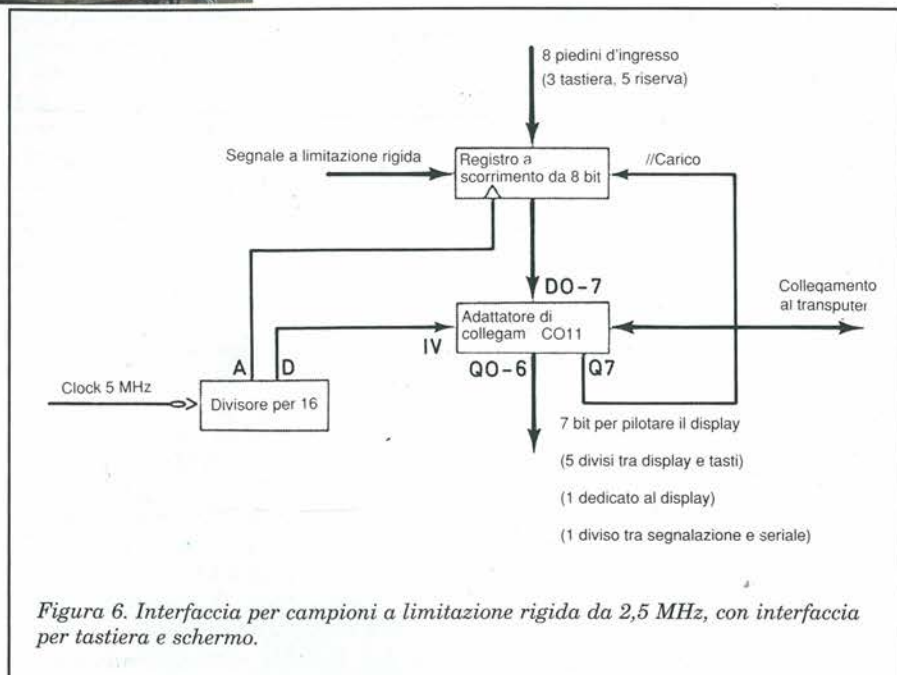 8 piedini d'ingresso
(3 tastiera, 5 riserva)
Segnale a limitazione rigida
Registro a
scorrimento da 8 bit
//Carico
DO-7
Collegamento
al transputer
Adattatore di
collegam CO11
IV
QO-6
Q7
A
D
Clock 5 MHz
Divisore per 16
7 bit per pilotare il display
(5 divisi tra display e tasti)
(1 dedicato al display)
(1 diviso tra segnalazione e seriale)
Figura 6. Interfaccia per campioni a limitazione rigida da 2,5 MHz, con interfaccia
per tastiera e schermo.